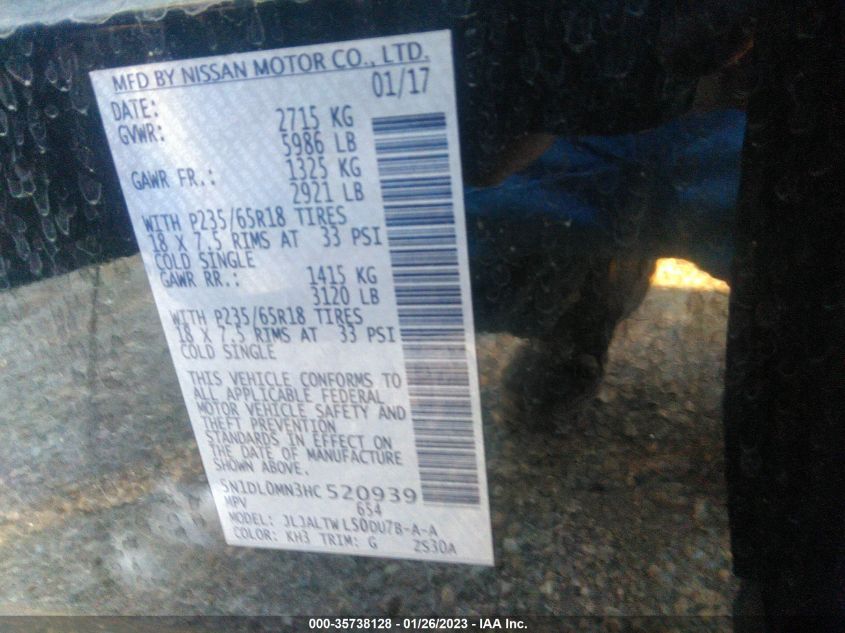 MFD BY NISSAN MOTOR CO., LTD.
DATE: 01/17
GVWR: 2715 KG
5986 LB
GAWR FR.: 1325 KG
2921 LB
WITH P235/65R18 TIRES
18 X 7.5 RIMS AT 33 PSI
COLD SINGLE
GAWR RR.: 1415 KG
3120 LB
WITH P235/65R18 TIRES
18 X 7.5 RIMS AT 33 PSI
COLD SINGLE
THIS VEHICLE CONFORMS TO
ALL APPLICABLE FEDERAL
MOTOR VEHICLE SAFETY AND
THEFT PREVENTION
STANDARDS IN EFFECT ON
THE DATE OF MANUFACTURE
SHOWN ABOVE.
5N1DL0MN3HC520939
MPV 654
MODEL: JLJALTWL50DU7B-A-A
COLOR: KH3 TRIM: G ZS30A
000-35738128 - 01/26/2023 - IAA Inc.